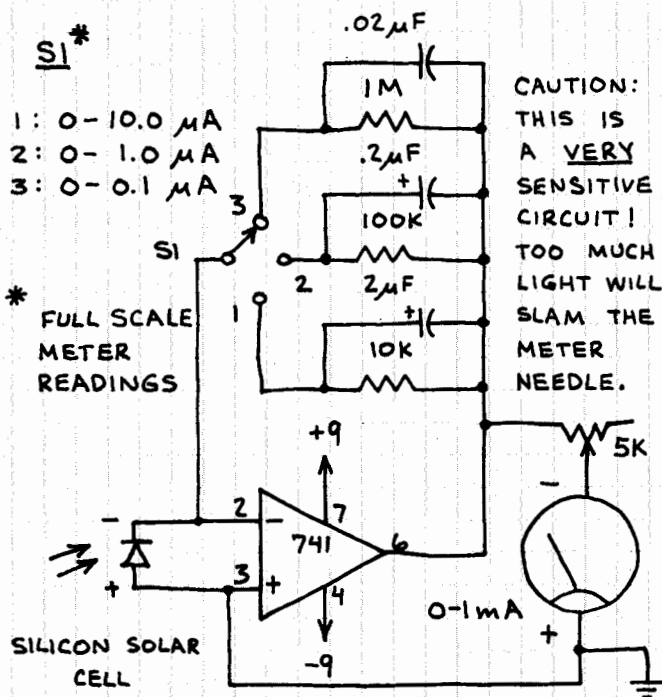 S1*
1: 0-10.0 µA
2: 0-1.0 µA
3: 0-0.1 µA
* FULL SCALE
METER
READINGS
.02µF
1M
.2µF
+
100K
2µF
+
10K
3
S1
2
1
CAUTION:
THIS IS
A VERY
SENSITIVE
CIRCUIT!
TOO MUCH
LIGHT WILL
SLAM THE
METER
NEEDLE.
5K
+9
7
-
2
-
741
6
+
3
+
4
-9
-
0-1mA
+
SILICON SOLAR
CELL